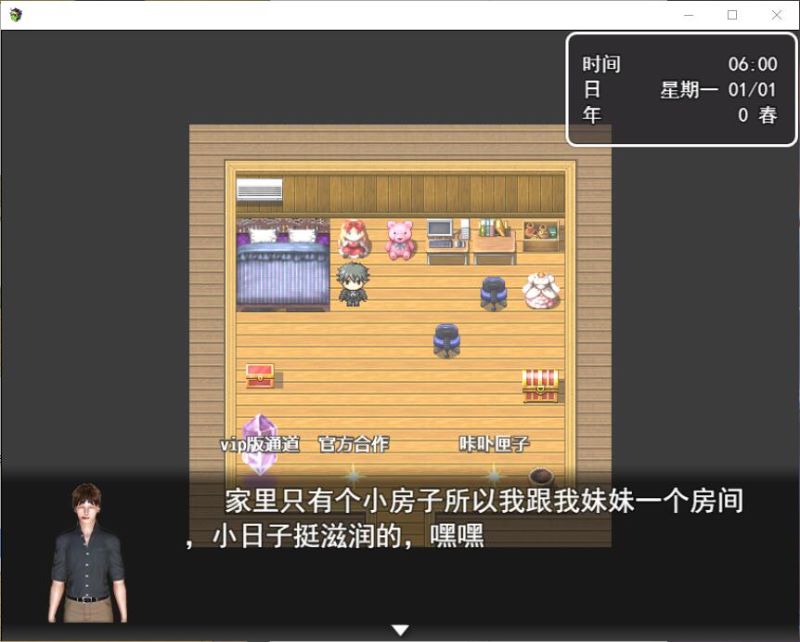 时间 06:00
日 星期一 01/01
年 0 春
vip版通道 官方合作 咔卟匣子
家里只有个小房子所以我跟我妹妹一个房间
，小日子挺滋润的，嘿嘿